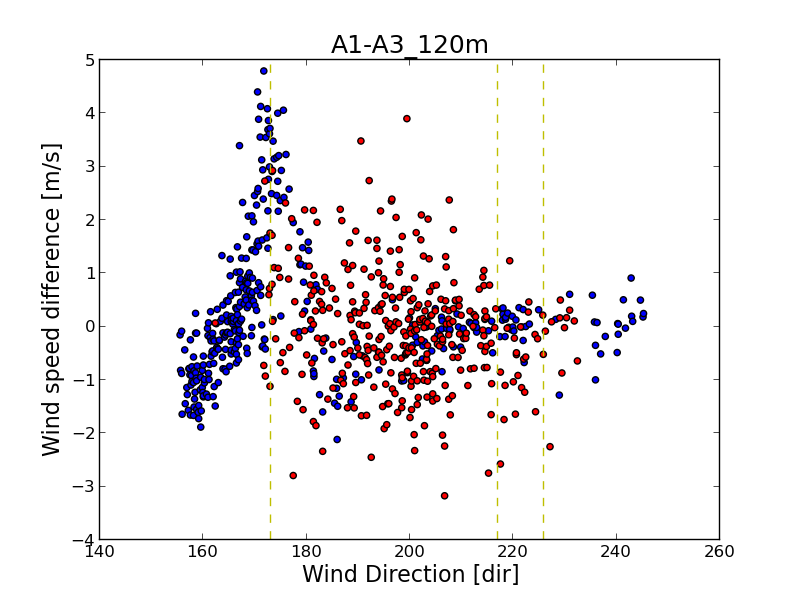 A1-A3_120m
5
4
3
2
1
0
−1
−2
−3
−4
Wind speed difference [m/s]
140 160 180 200 220 240 260
Wind Direction [dir]